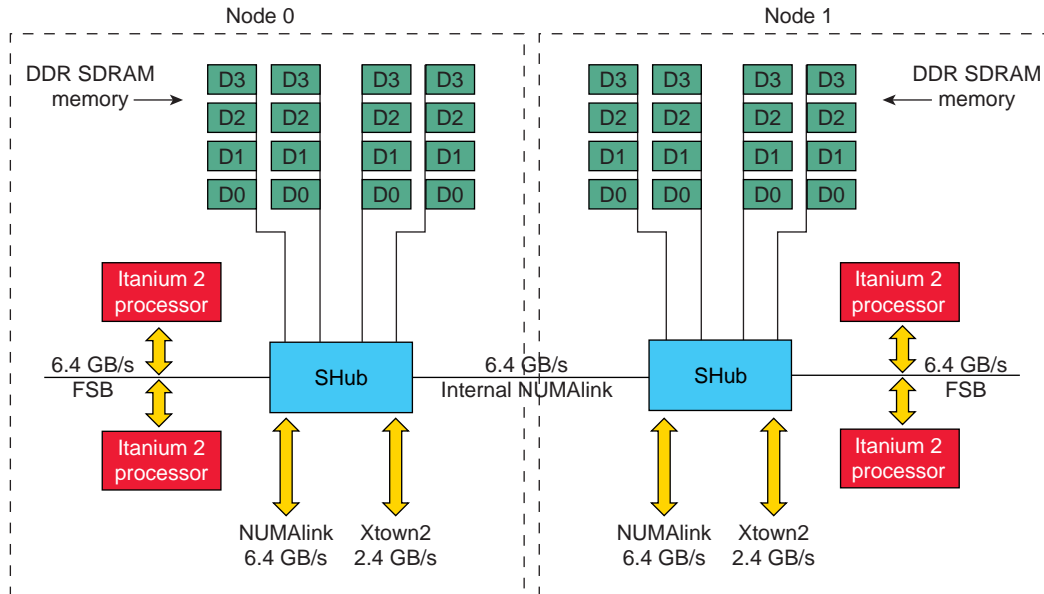 Node 0
Node 1
DDR SDRAM
memory
D3 D3 D3 D3
D2 D2 D2 D2
D1 D1 D1 D1
D0 D0 D0 D0
D3 D3 D3 D3
D2 D2 D2 D2
D1 D1 D1 D1
D0 D0 D0 D0
DDR SDRAM
memory
Itanium 2
processor
6.4 GB/s
FSB
Itanium 2
processor
SHub
6.4 GB/s
Internal NUMAlink
SHub
Itanium 2
processor
6.4 GB/s
FSB
Itanium 2
processor
NUMAlink
6.4 GB/s
Xtown2
2.4 GB/s
NUMAlink
6.4 GB/s
Xtown2
2.4 GB/s